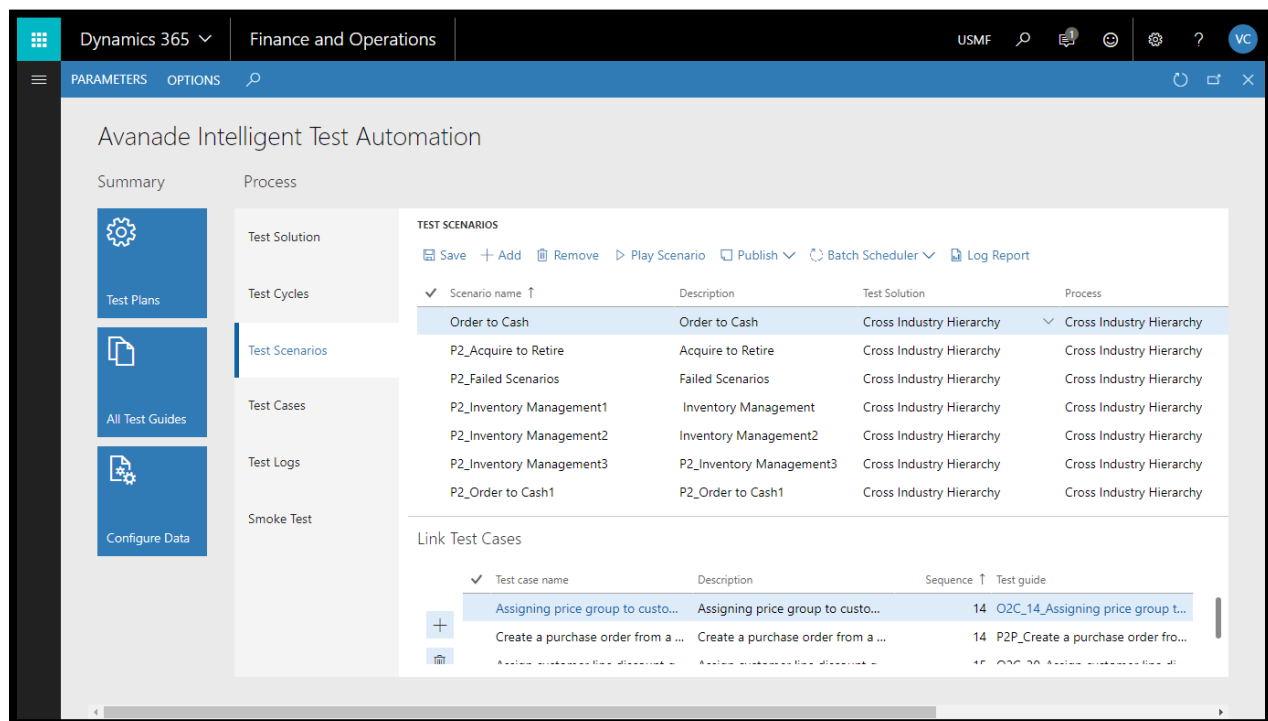 Dynamics 365 Finance and Operations USMF 1 ? VC
PARAMETERS OPTIONS
Avanade Intelligent Test Automation
Summary Process
Test Plans
All Test Guides
Configure Data
Test Solution
Test Cycles
Test Scenarios
Test Cases
Test Logs
Smoke Test
TEST SCENARIOS
Save Add Remove Play Scenario Publish Batch Scheduler Log Report
Scenario name ↑ Description Test Solution Process
Order to Cash Order to Cash Cross Industry Hierarchy Cross Industry Hierarchy
P2_Acquire to Retire Acquire to Retire Cross Industry Hierarchy Cross Industry Hierarchy
P2_Failed Scenarios Failed Scenarios Cross Industry Hierarchy Cross Industry Hierarchy
P2_Inventory Management1 Inventory Management Cross Industry Hierarchy Cross Industry Hierarchy
P2_Inventory Management2 Inventory Management2 Cross Industry Hierarchy Cross Industry Hierarchy
P2_Inventory Management3 P2_Inventory Management3 Cross Industry Hierarchy Cross Industry Hierarchy
P2_Order to Cash1 P2_Order to Cash1 Cross Industry Hierarchy Cross Industry Hierarchy
Link Test Cases
Test case name Description Sequence ↑ Test guide
Assigning price group to custo... Assigning price group to custo... 14 O2C_14_Assigning price group t...
Create a purchase order from a ... Create a purchase order from a ... 14 P2P_Create a purchase order fro...